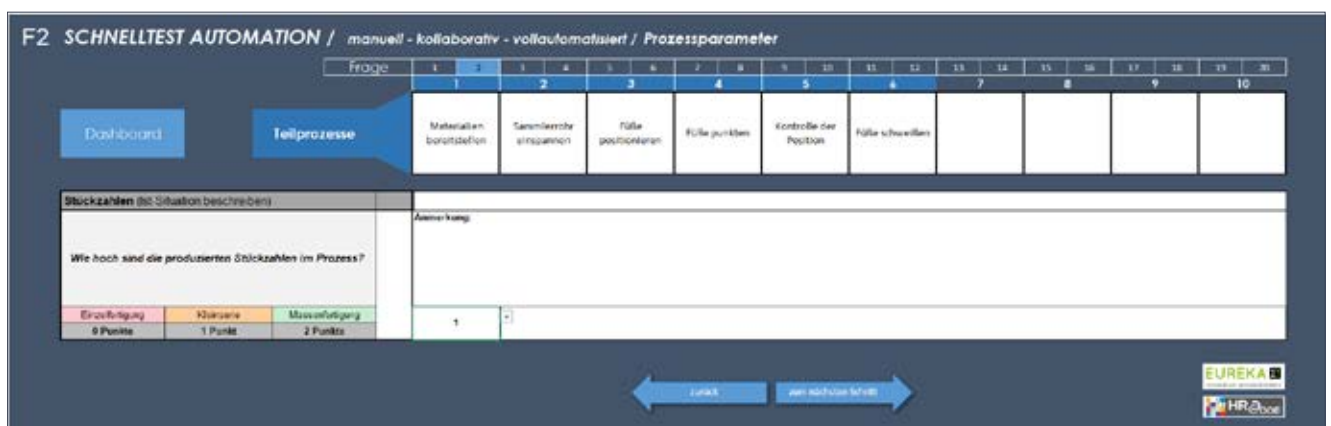 F2 SCHNELLTEST AUTOMATION / manuell - kollaborativ - vollautomatisiert / Prozessparameter
Frage 1 2 3 4 5 6 7 8 9 10 11 12 13 14 15 16 17 18 19 20
1 2 3 4 5 6 7 8 9 10
Dashboard
Teilprozesse
Materialien bereitstellen
Sammlerrohr einspannen
Füße positionieren
Füße punkten
Kontrolle der Position
Füße schweißen
Stückzahlen (Ist-Situation beschreiben)
Wie hoch sind die produzierten Stückzahlen im Prozess?
Anmerkung:
Einzelfertigung Kleinserie Massenfertigung
0 Punkte 1 Punkt 2 Punkte
1
zurück
zum nächsten Schritt
EUREKA
HR